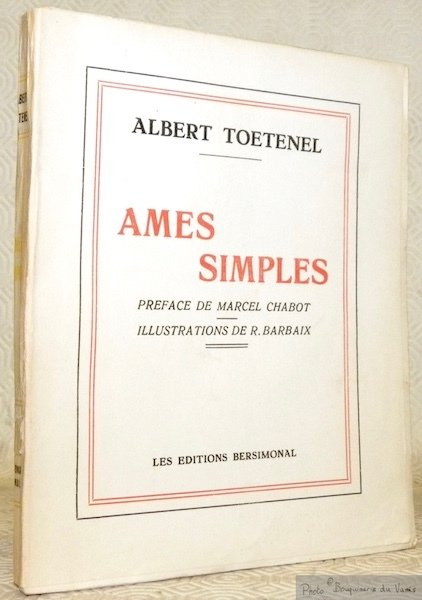 ALBERT TOETENEL
AMES
SIMPLES
PREFACE DE MARCEL CHABOT
ILLUSTRATIONS DE R. BARBAIX
LES EDITIONS BERSIMONAL
Photo © Bouquinerie du Varis